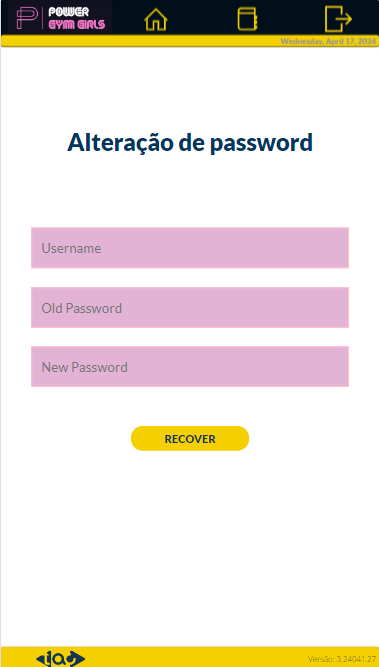 POWER
GYM GIRLS
Wednesday, April 17, 2024
Alteração de password
Username
Old Password
New Password
RECOVER
Versão: 3.24041.27